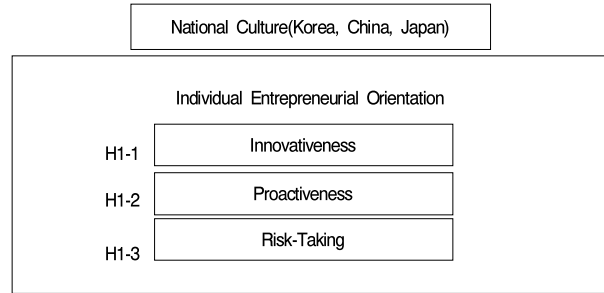 National Culture(Korea, China, Japan)
Individual Entrepreneurial Orientation
H1-1 Innovativeness
H1-2 Proactiveness
H1-3 Risk-Taking